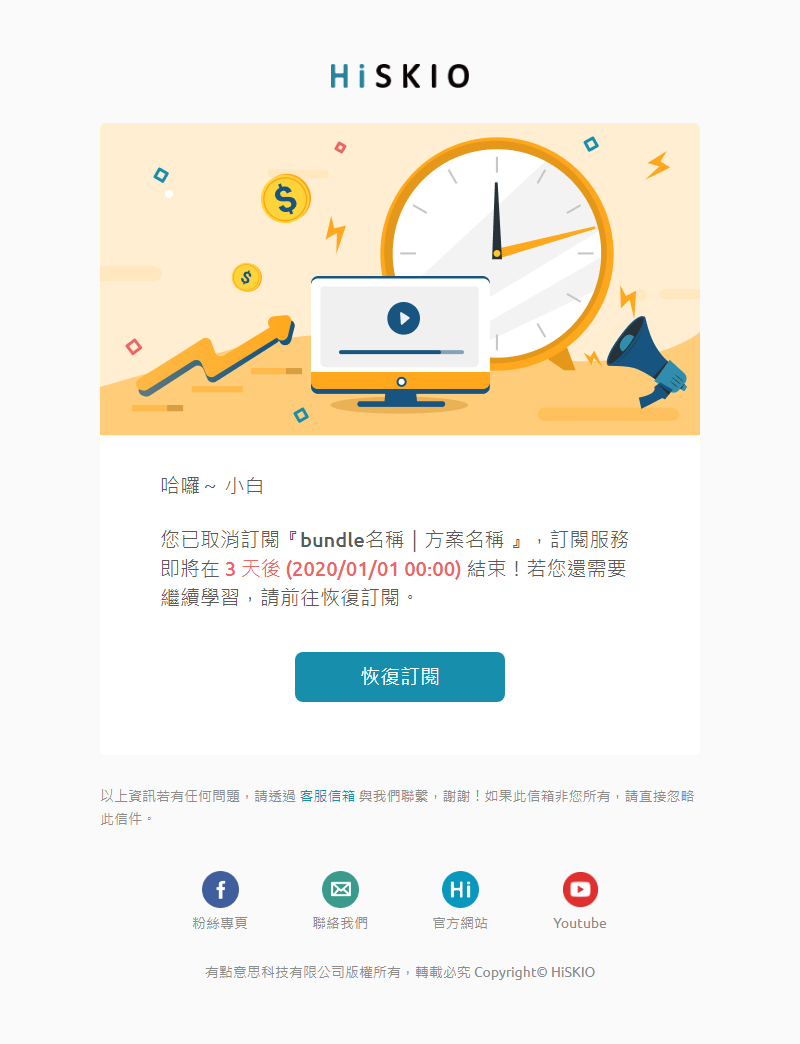 HiSKIO
$
$
哈囉～ 小白
您已取消訂閱『bundle名稱｜方案名稱 』，訂閱服務
即將在 3 天後 (2020/01/01 00:00) 結束！若您還需要
繼續學習，請前往恢復訂閱。
恢復訂閱
以上資訊若有任何問題，請透過 客服信箱 與我們聯繫，謝謝！如果此信箱非您所有，請直接忽略
此信件。
f Hi
粉絲專頁 聯絡我們 官方網站 Youtube
有點意思科技有限公司版權所有，轉載必究 Copyright© HiSKIO